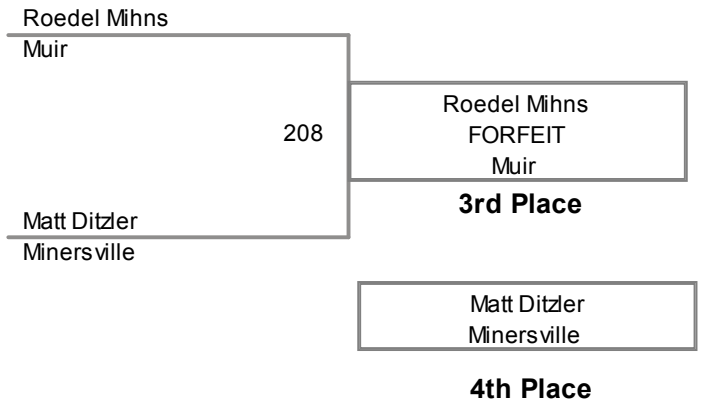 Roedel Mihns
Muir
208
Roedel Mihns
FORFEIT
Muir
3rd Place
Matt Ditzler
Minersville
Matt Ditzler
Minersville
4th Place